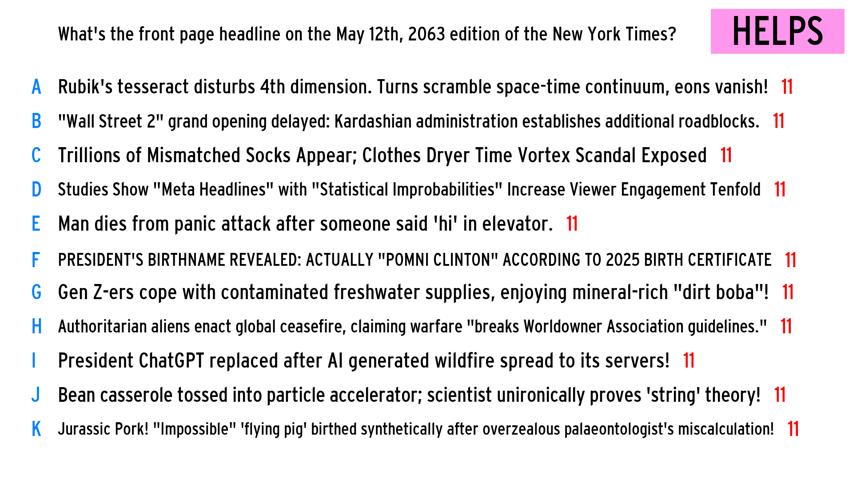 What's the front page headline on the May 12th, 2063 edition of the New York Times?
HELPS
A Rubik's tesseract disturbs 4th dimension. Turns scramble space-time continuum, eons vanish! 11
B "Wall Street 2" grand opening delayed: Kardashian administration establishes additional roadblocks. 11
C Trillions of Mismatched Socks Appear; Clothes Dryer Time Vortex Scandal Exposed 11
D Studies Show "Meta Headlines" with "Statistical Improbabilities" Increase Viewer Engagement Tenfold 11
E Man dies from panic attack after someone said 'hi' in elevator. 11
F PRESIDENT'S BIRTHNAME REVEALED: ACTUALLY "POMNI CLINTON" ACCORDING TO 2025 BIRTH CERTIFICATE 11
G Gen Z-ers cope with contaminated freshwater supplies, enjoying mineral-rich "dirt boba"! 11
H Authoritarian aliens enact global ceasefire, claiming warfare "breaks Worldowner Association guidelines." 11
I President ChatGPT replaced after AI generated wildfire spread to its servers! 11
J Bean casserole tossed into particle accelerator; scientist unironically proves 'string' theory! 11
K Jurassic Pork! "Impossible" 'flying pig' birthed synthetically after overzealous palaeontologist's miscalculation! 11